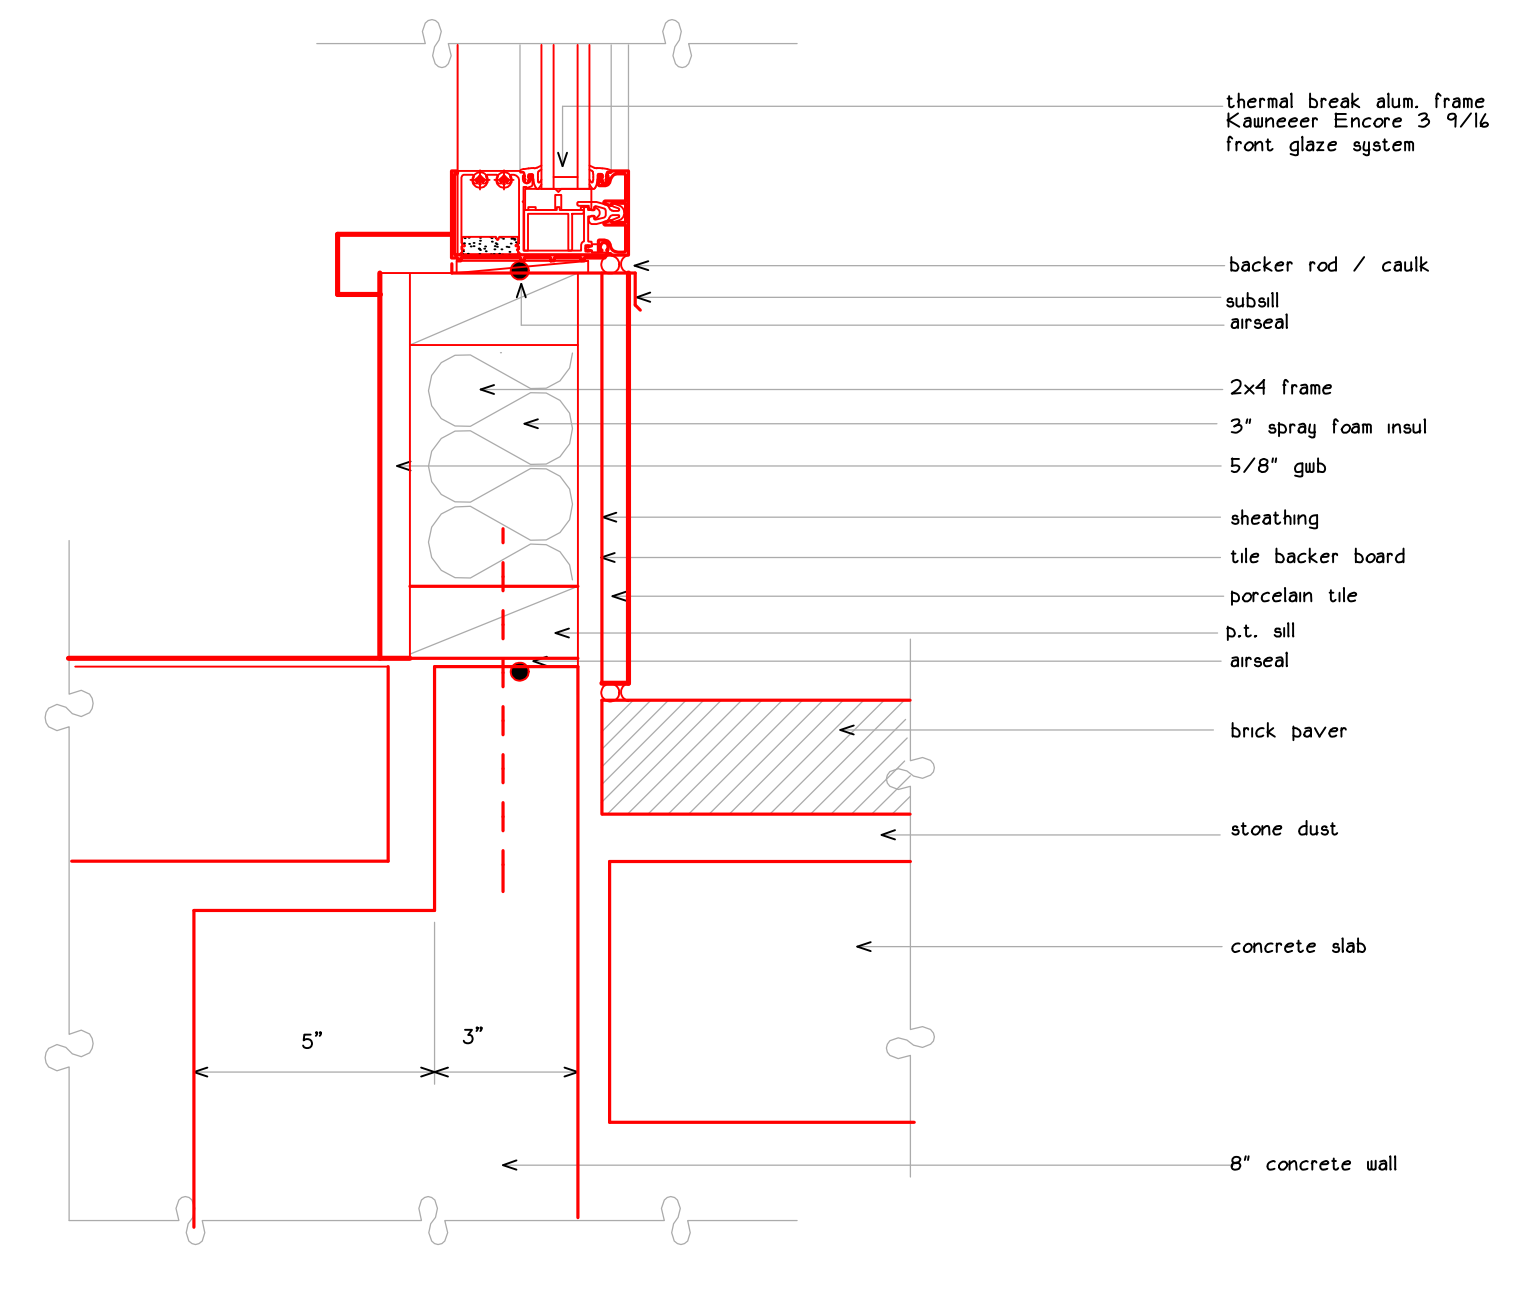 thermal break alum. frame
Kawneeer Encore 3 9/16
front glaze system
backer rod / caulk
subsill
airseal
2x4 frame
3" spray foam insul
5/8" gwb
sheathing
tile backer board
porcelain tile
p.t. sill
airseal
brick paver
stone dust
concrete slab
5"
3"
8" concrete wall